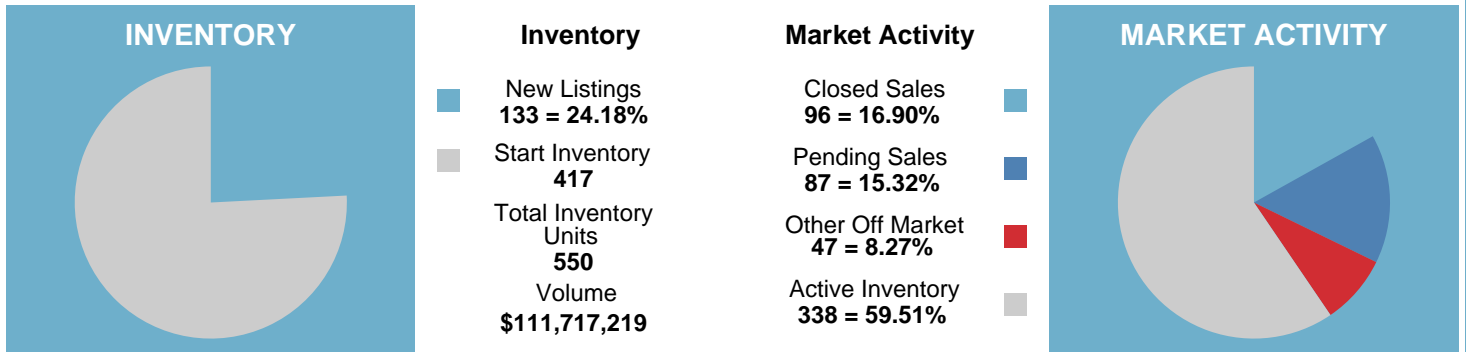 INVENTORY
Inventory
New Listings
133 = 24.18%
Start Inventory
417
Total Inventory
Units
550
Volume
$111,717,219
Market Activity
Closed Sales
96 = 16.90%
Pending Sales
87 = 15.32%
Other Off Market
47 = 8.27%
Active Inventory
338 = 59.51%
MARKET ACTIVITY